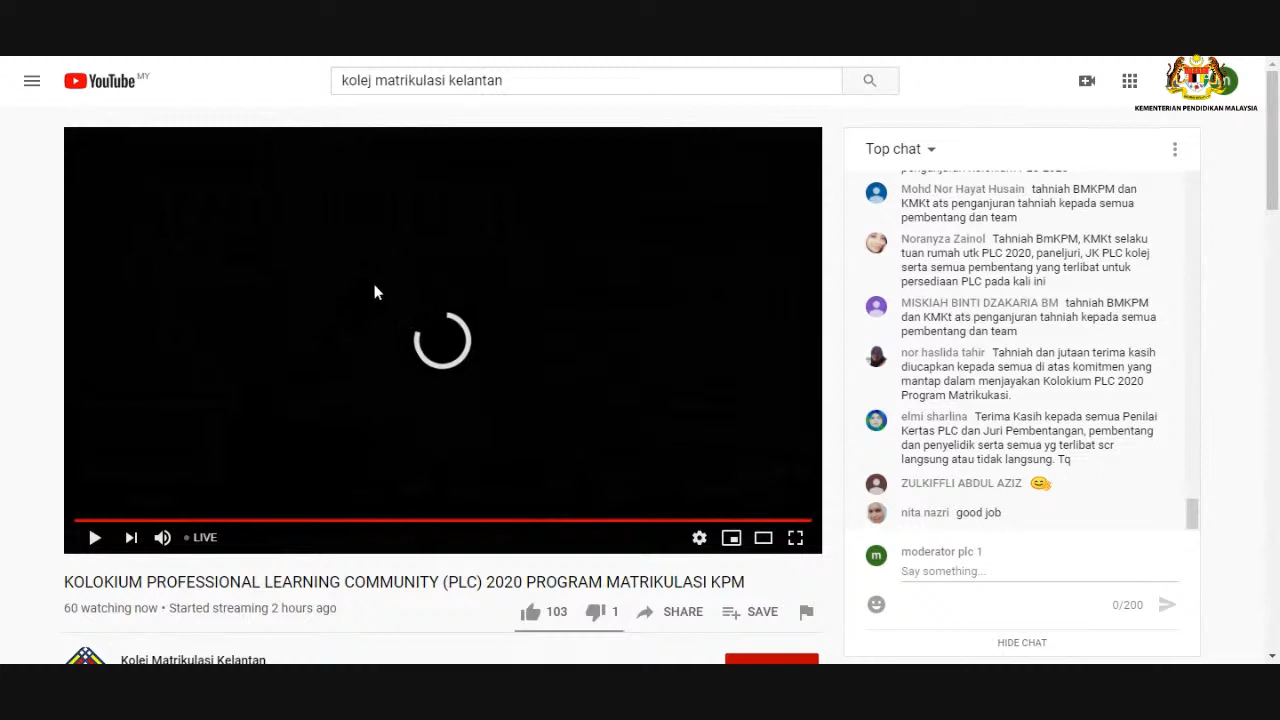 YouTube MY
kolej matrikulasi kelantan
KEMENTERIAN PENDIDIKAN MALAYSIA
Top chat
Mohd Nor Hayat Husain tahniah BMKPM dan
KMKt ats penganjuran tahniah kepada semua
pembentang dan team
Noranyza Zainol Tahniah BmKPM, KMKt selaku
tuan rumah utk PLC 2020, paneljuri, JK PLC kolej
serta semua pembentang yang terlibat untuk
persediaan PLC pada kali ini
MISKIAH BINTI DZAKARIA BM tahniah BMKPM
dan KMKt ats penganjuran tahniah kepada semua
pembentang dan team
nor haslida tahir Tahniah dan jutaan terima kasih
diucapkan kepada semua di atas komitmen yang
mantap dalam menjayakan Kolokium PLC 2020
Program Matrikukasi.
elmi sharlina Terima Kasih kepada semua Penilai
Kertas PLC dan Juri Pembentangan, pembentang
dan penyelidik serta semua yg terlibat scr
langsung atau tidak langsung. Tq
ZULKIFFLI ABDUL AZIZ
nita nazri good job
m
moderator plc 1
Say something...
0/200
HIDE CHAT
LIVE
KOLOKIUM PROFESSIONAL LEARNING COMMUNITY (PLC) 2020 PROGRAM MATRIKULASI KPM
60 watching now • Started streaming 2 hours ago
103
1
SHARE
SAVE
Kolej Matrikulasi Kelantan